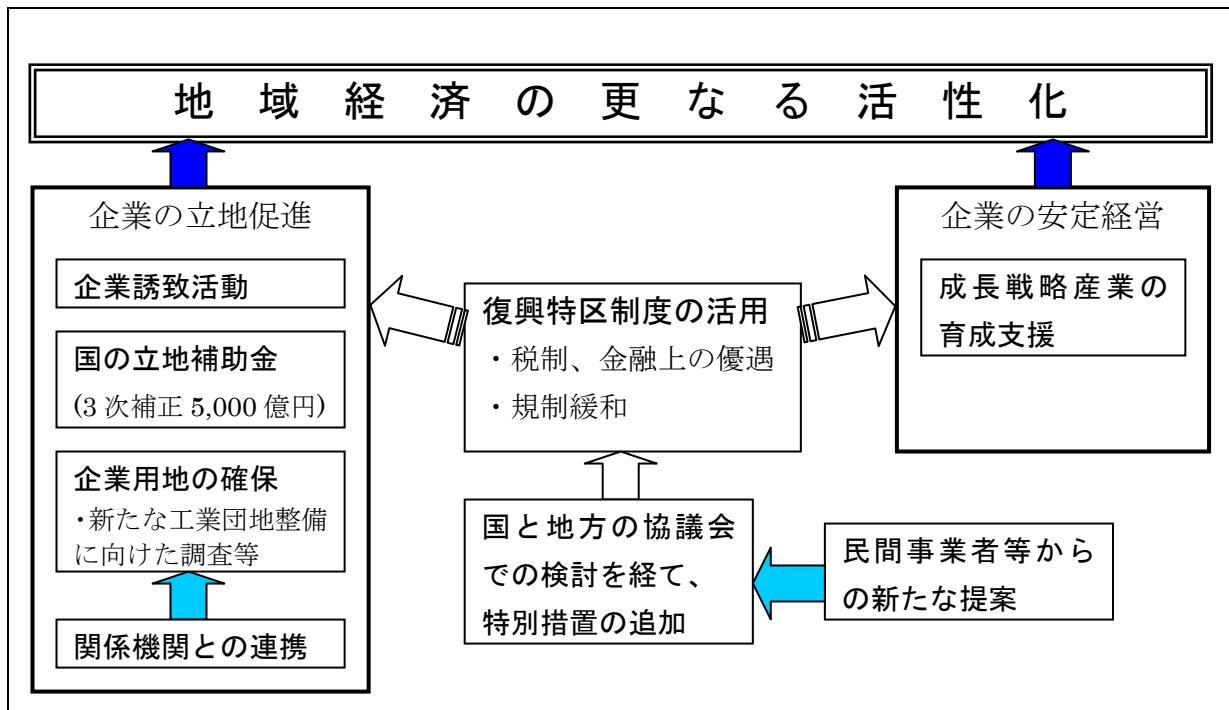 地域経済の更なる活性化
企業の立地促進
企業誘致活動
国の立地補助金
(3次補正 5,000 億円)
企業用地の確保
・新たな工業団地整備
に向けた調査等
関係機関との連携
復興特区制度の活用
・税制、金融上の優遇
・規制緩和
国と地方の協議会
での検討を経て、
特別措置の追加
民間事業者等から
の新たな提案
企業の安定経営
成長戦略産業の
育成支援